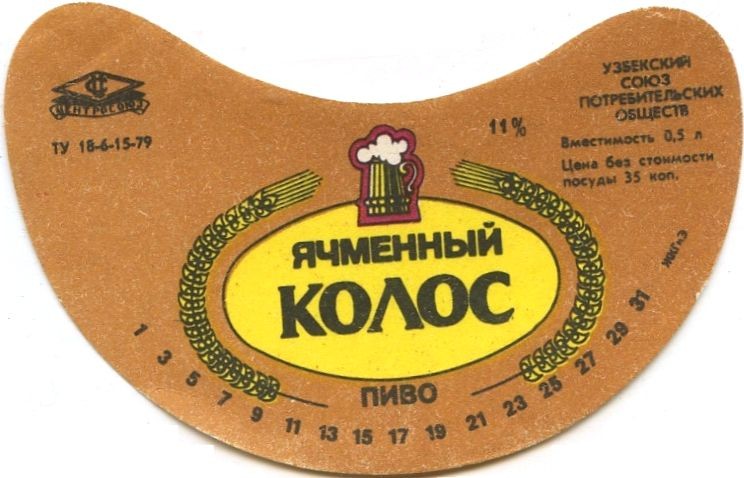 ЦЕНТРОСОЮЗ
ТУ 18-6-15-79
11%
УЗБЕКСКИЙ
СОЮЗ
ПОТРЕБИТЕЛЬСКИХ
ОБЩЕСТВ
Вместимость 0,5 л
Цена без стоимости
посуды 35 коп.
ЯЧМЕННЫЙ
КОЛОС
ПИВО
1 3 5 7 9 11 13 15 17 19 21 23 25 27 29 31